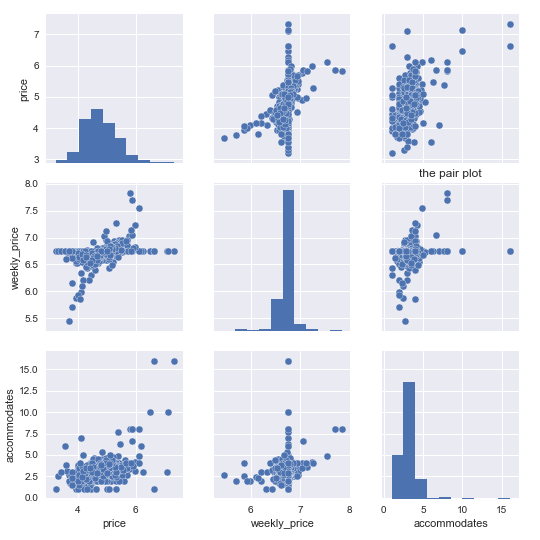 7
6
5
4
3
price
the pair plot
8.0
7.5
7.0
6.5
6.0
5.5
weekly_price
15.0
12.5
10.0
7.5
5.0
2.5
0.0
accommodates
4 6
6 7 8
0 5 10 15
price
weekly_price
accommodates